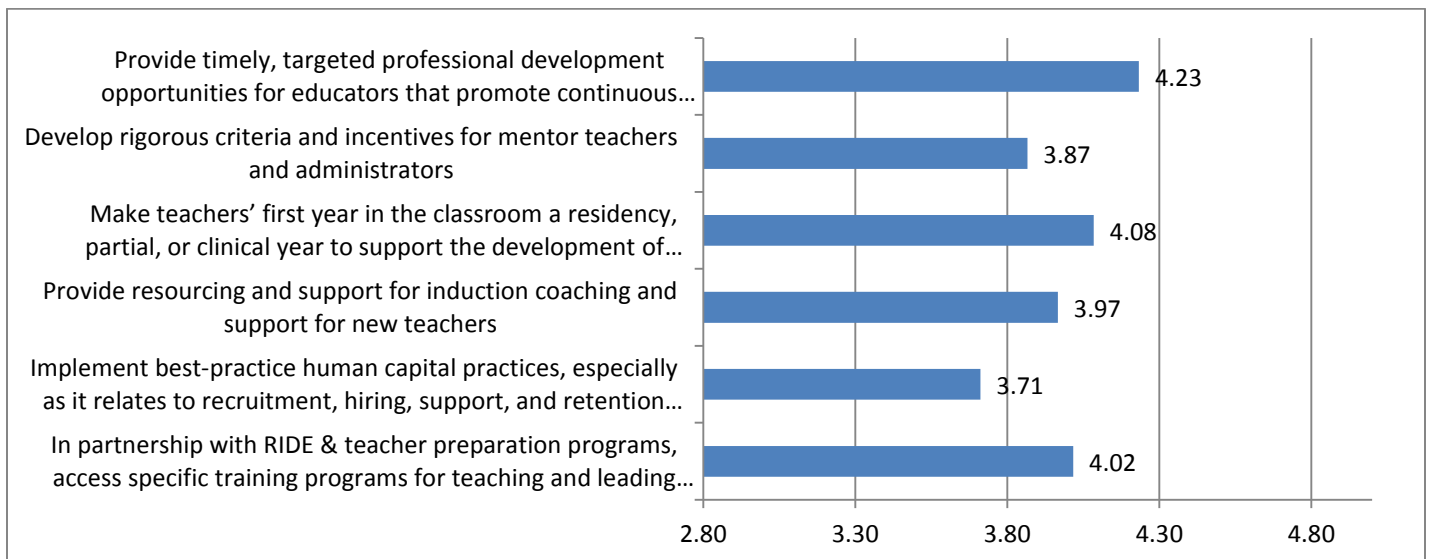 Provide timely, targeted professional development
opportunities for educators that promote continuous…
4.23
Develop rigorous criteria and incentives for mentor teachers
and administrators
3.87
Make teachers’ first year in the classroom a residency,
partial, or clinical year to support the development of…
4.08
Provide resourcing and support for induction coaching and
support for new teachers
3.97
Implement best-practice human capital practices, especially
as it relates to recruitment, hiring, support, and retention…
3.71
In partnership with RIDE & teacher preparation programs,
access specific training programs for teaching and leading…
4.02
2.80 3.30 3.80 4.30 4.80